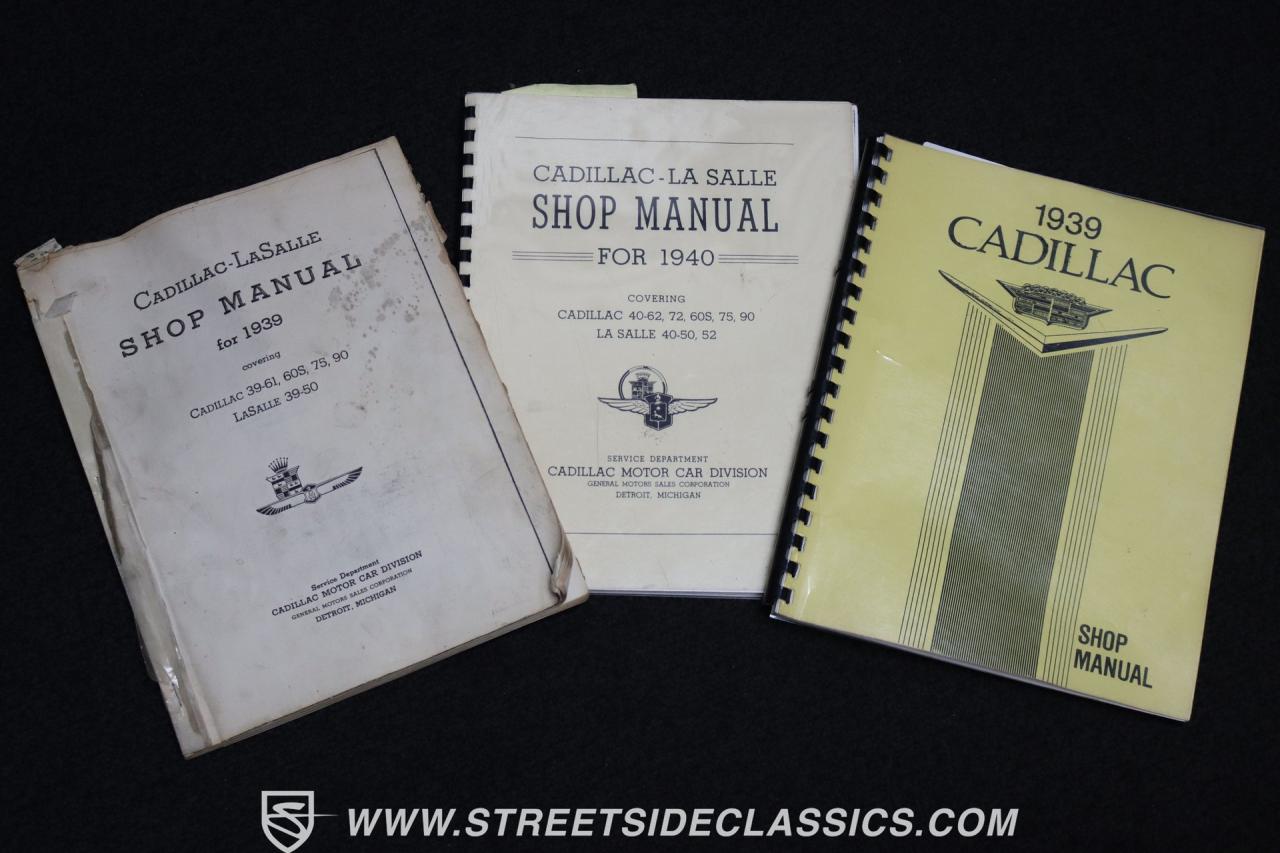 CADILLAC-LASALLE
SHOP MANUAL
for 1939
covering
CADILLAC 39-61, 60S, 75, 90
LASALLE 39-50
Service Department
CADILLAC MOTOR CAR DIVISION
GENERAL MOTORS SALES CORPORATION
DETROIT, MICHIGAN
CADILLAC-LA SALLE
SHOP MANUAL
FOR 1940
COVERING
CADILLAC 40-62, 72, 60S, 75, 90
LA SALLE 40-50, 52
SERVICE DEPARTMENT
CADILLAC MOTOR CAR DIVISION
GENERAL MOTORS SALES CORPORATION
DETROIT, MICHIGAN
1939
CADILLAC
SHOP
MANUAL
WWW.STREETSIDECLASSICS.COM